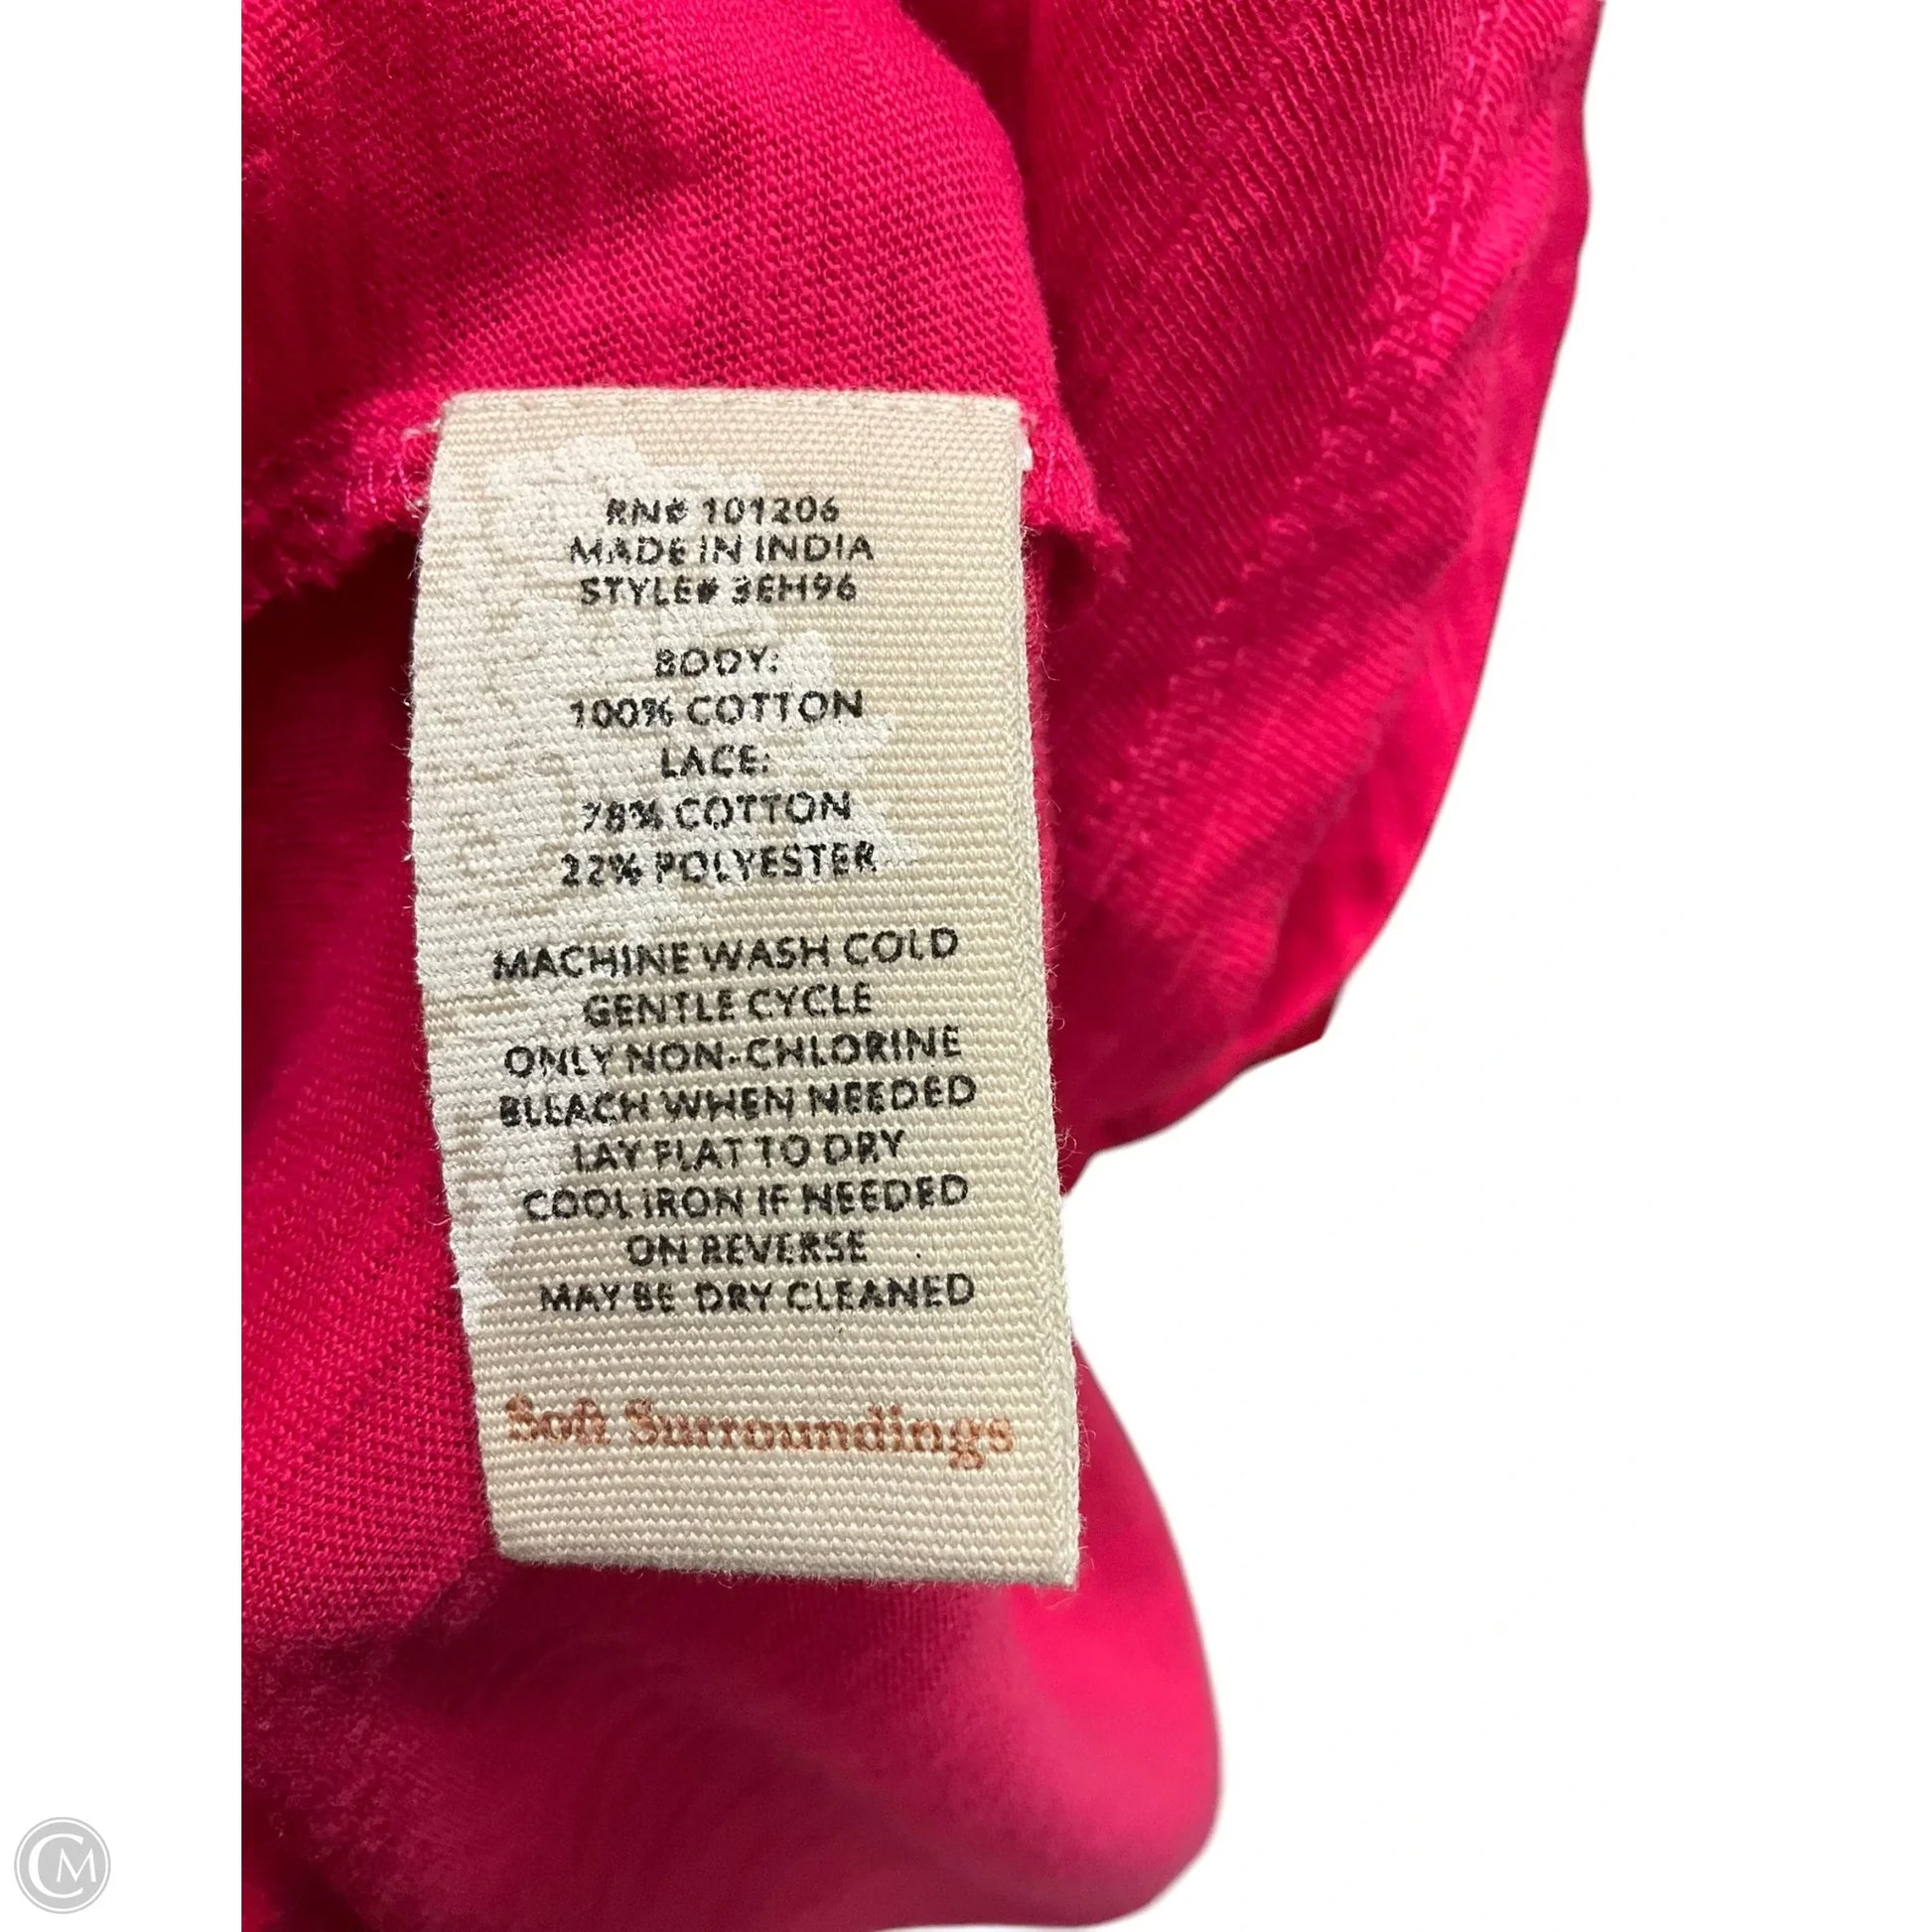 RN# 101206
MADE IN INDIA
STYLE# 3EH96
BODY:
100% COTTON
LACE:
78% COTTON
22% POLYESTER
MACHINE WASH COLD
GENTLE CYCLE
ONLY NON-CHLORINE
BLEACH WHEN NEEDED
LAY FLAT TO DRY
COOL IRON IF NEEDED
ON REVERSE
MAY BE DRY CLEANED
Soft Surroundings
CM